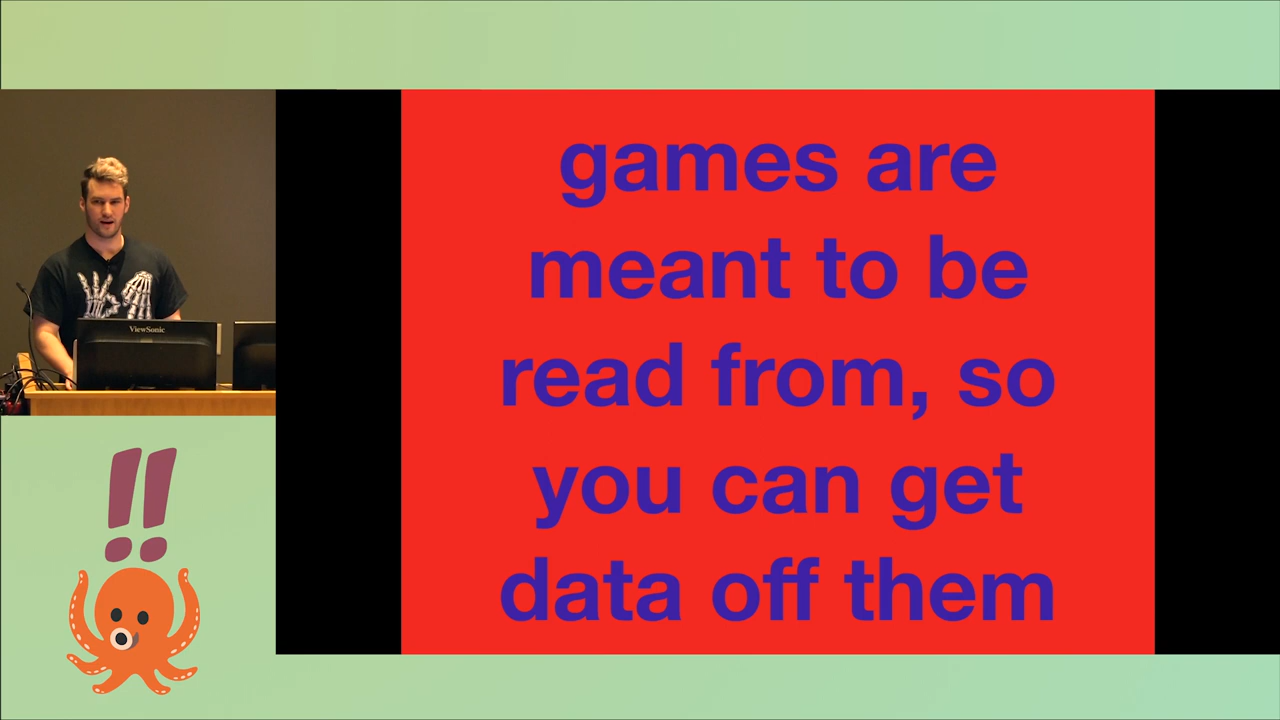 games are
meant to be
read from, so
you can get
data off them
ViewSonic
!!